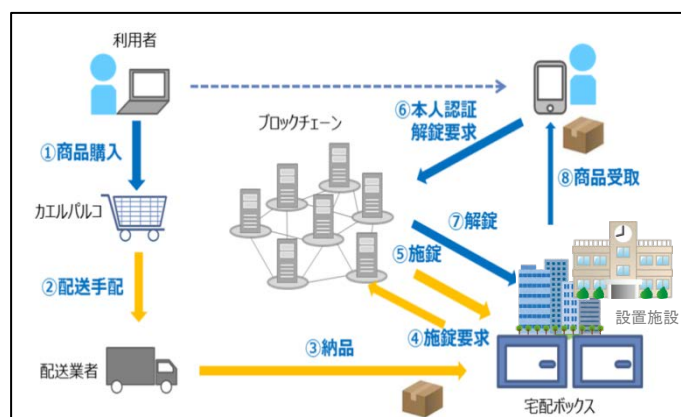 利用者
ブロックチェーン
⑥本人認証
解錠要求
①商品購入
⑧商品受取
カエルパルコ
⑦解錠
⑤施錠
②配送手配
設置施設
③納品
④施錠要求
配送業者
宅配ボックス